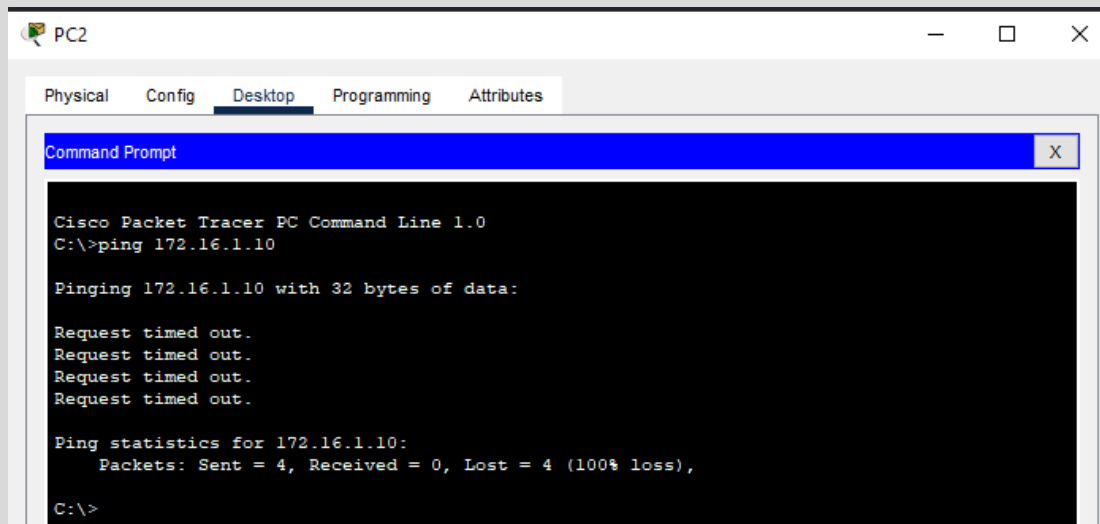 PC2
Physical Config Desktop Programming Attributes
Command Prompt X
Cisco Packet Tracer PC Command Line 1.0
C:\>ping 172.16.1.10
Pinging 172.16.1.10 with 32 bytes of data:
Request timed out.
Request timed out.
Request timed out.
Request timed out.
Ping statistics for 172.16.1.10:
    Packets: Sent = 4, Received = 0, Lost = 4 (100% loss),
C:\>